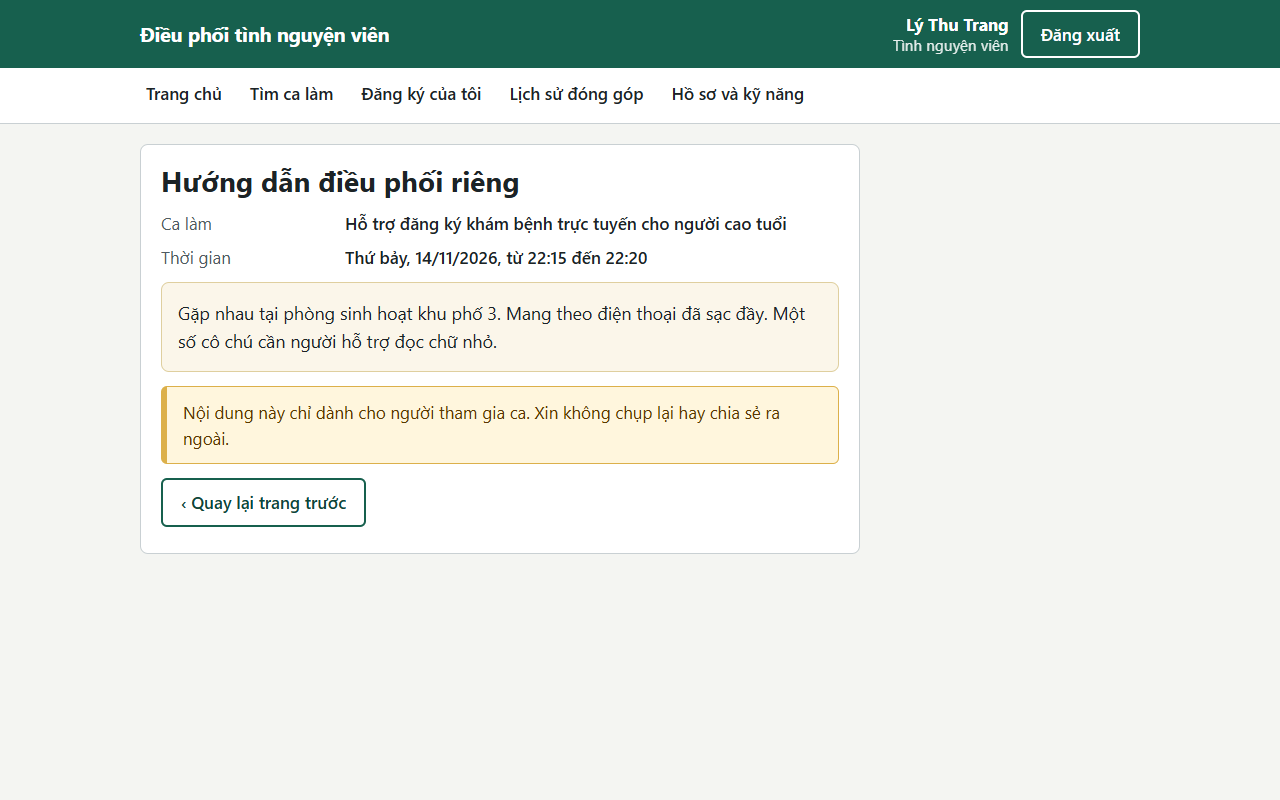 Điều phối tình nguyện viên
Lý Thu Trang
Tình nguyện viên
Đăng xuất
Trang chủ
Tìm ca làm
Đăng ký của tôi
Lịch sử đóng góp
Hồ sơ và kỹ năng
Hướng dẫn điều phối riêng
Ca làm
Hỗ trợ đăng ký khám bệnh trực tuyến cho người cao tuổi
Thời gian
Thứ bảy, 14/11/2026, từ 22:15 đến 22:20
Gặp nhau tại phòng sinh hoạt khu phố 3. Mang theo điện thoại đã sạc đầy. Một
số cô chú cần người hỗ trợ đọc chữ nhỏ.
Nội dung này chỉ dành cho người tham gia ca. Xin không chụp lại hay chia sẻ ra
ngoài.
‹ Quay lại trang trước